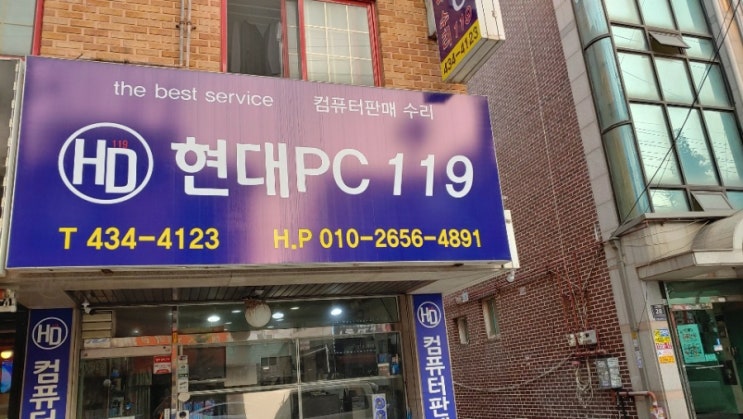 119
434-4123
the best service
컴퓨터판매 수리
HD 119
현대PC 119
T 434-4123
H.P 010-2656-4891
HD
컴퓨터
HD
컴퓨터판